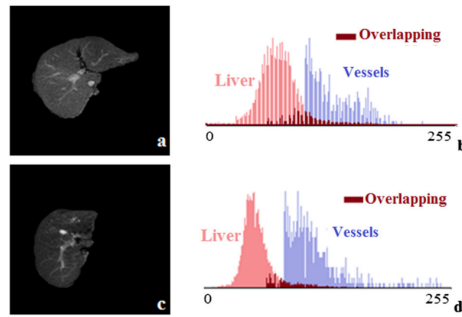 a
Overlapping
Liver
Vessels
0
255
b
c
Overlapping
Liver
Vessels
0
255
d